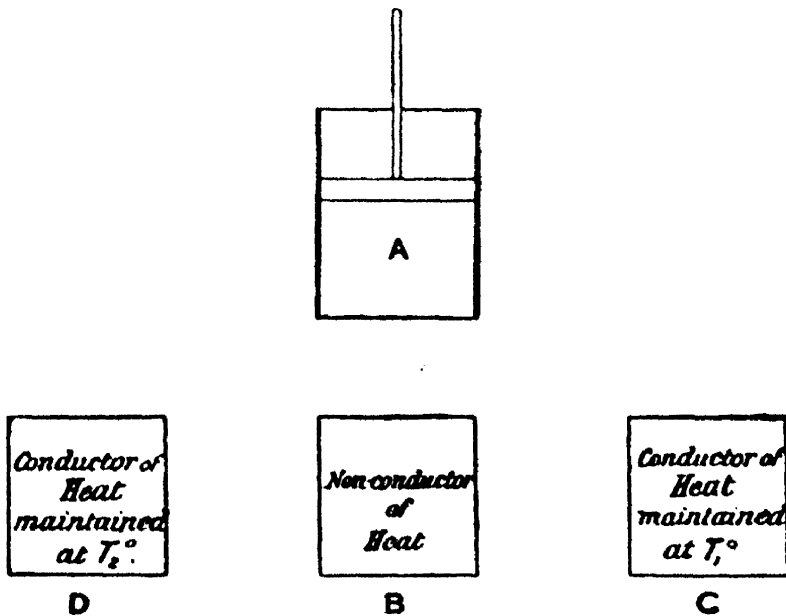 A
Conductor of
Heat
maintained
at T₂°.
Non-conductor
of
Heat
Conductor of
Heat
maintained
at T₁°
D
B
C